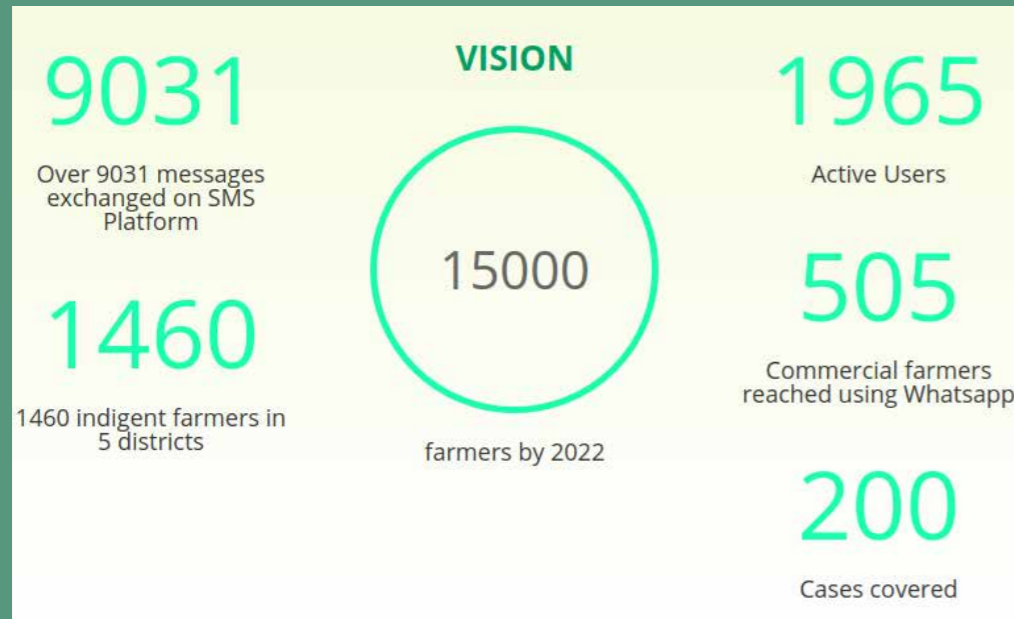 9031
Over 9031 messages
exchanged on SMS
Platform
1460
1460 indigent farmers in
5 districts
VISION
15000
farmers by 2022
1965
Active Users
505
Commercial farmers
reached using Whatsapp
200
Cases covered